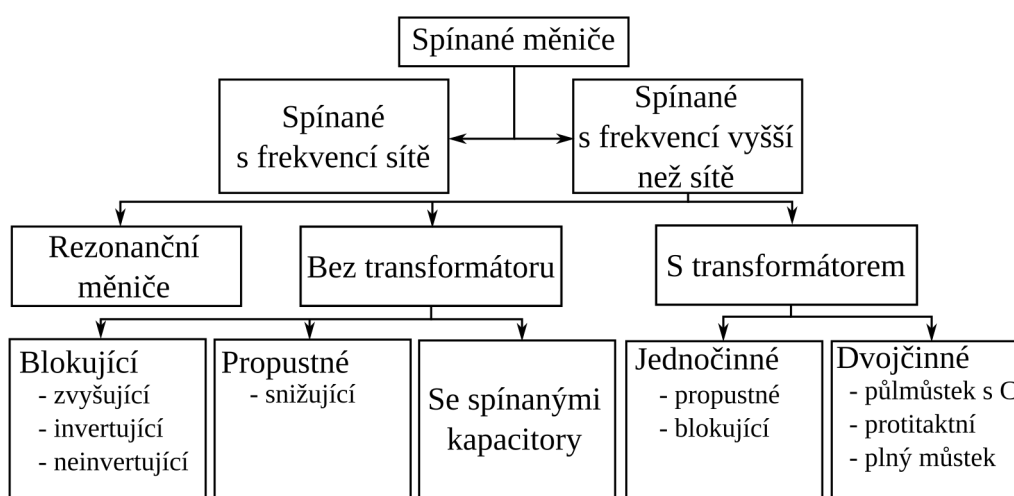 Spínané měniče
Spínané
s frekvencí sítě
Spínané
s frekvencí vyšší
než sítě
Rezonanční
měniče
Bez transformátoru
S transformátorem
Blokující
- zvyšující
- invertující
- neinvertující
Propustné
- snižující
Se spínanými
kapacitory
Jednočinné
- propustné
- blokující
Dvojčinné
- půlmůstek s C
- protitaktní
- plný můstek